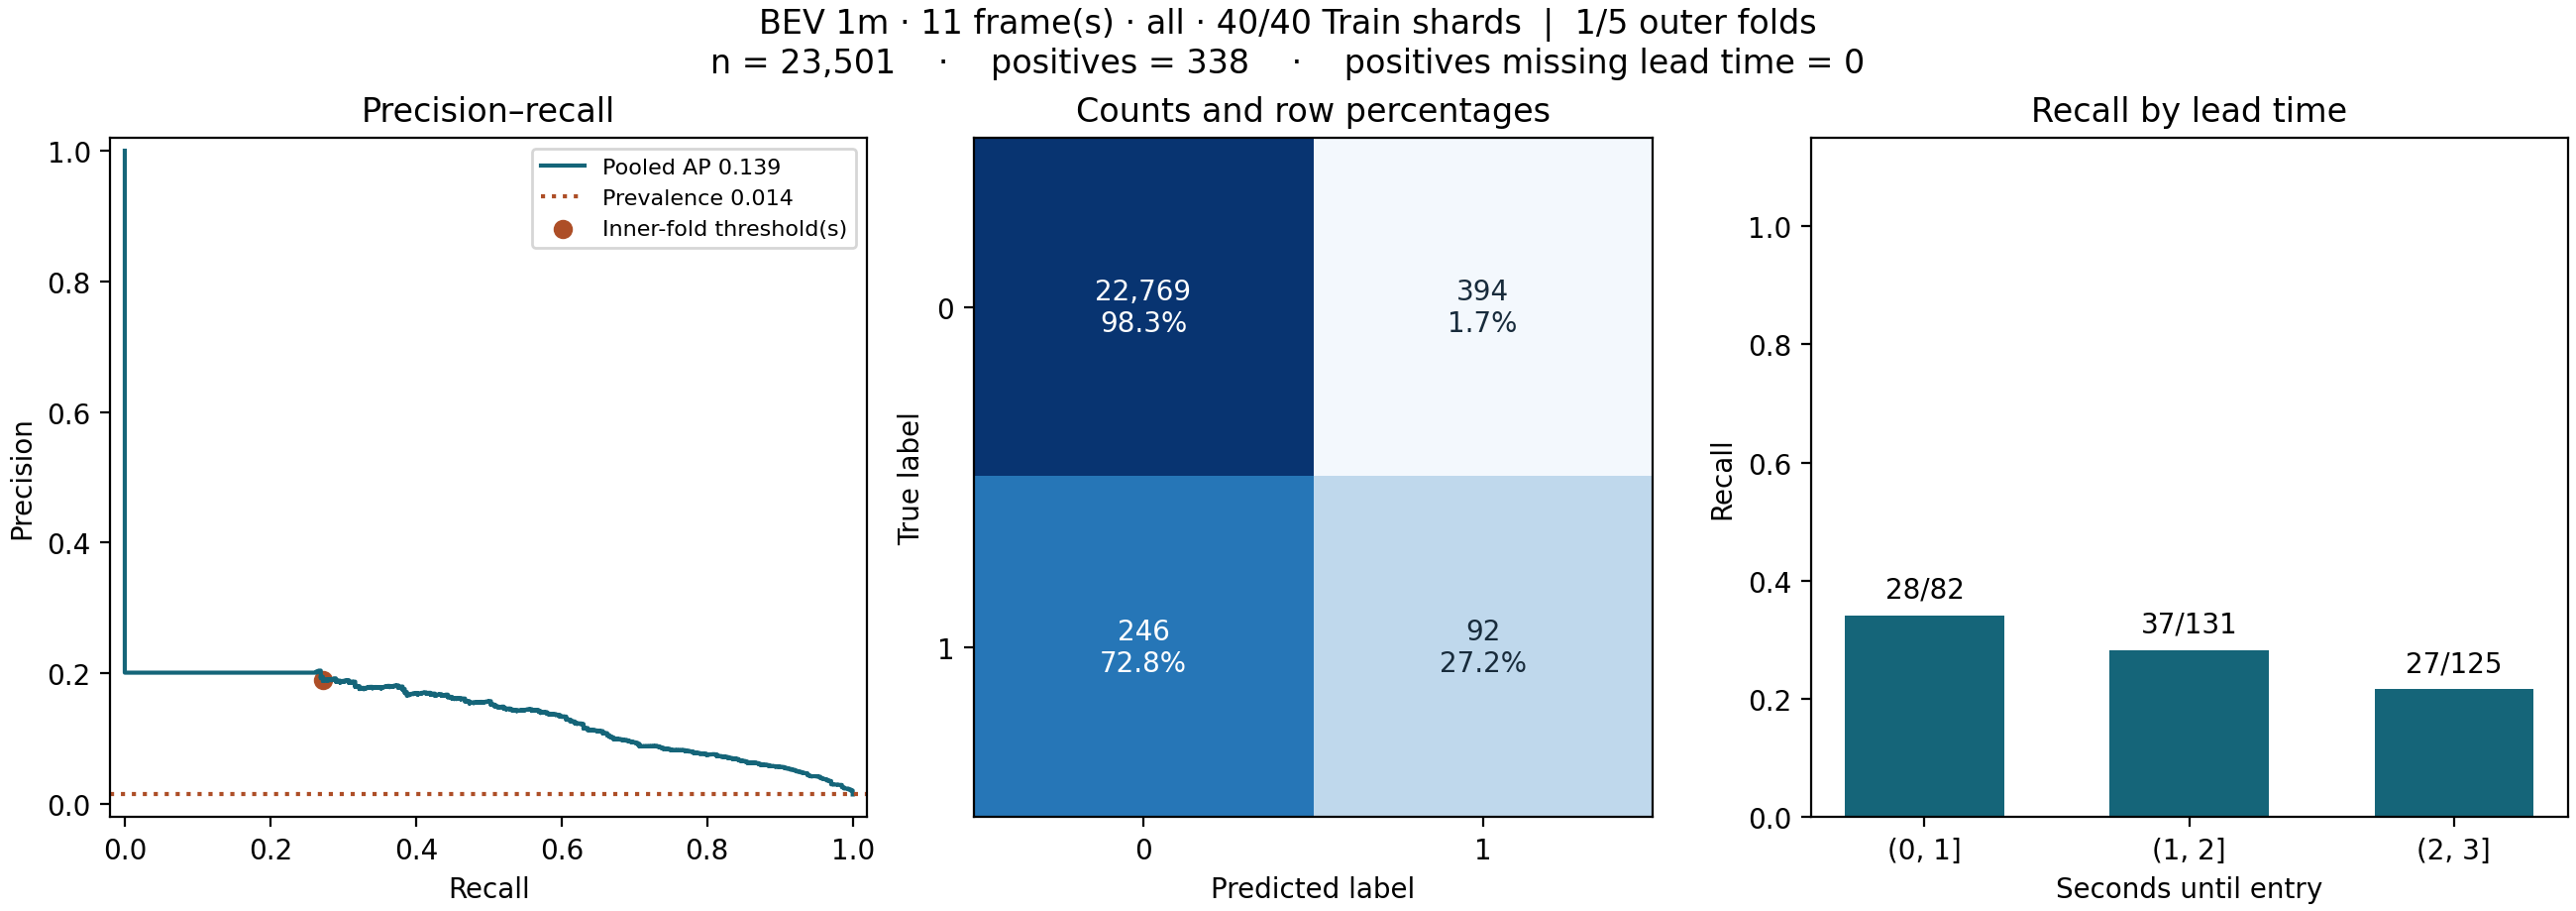 BEV 1m · 11 frame(s) · all · 40/40 Train shards | 1/5 outer folds
n = 23,501 · positives = 338 · positives missing lead time = 0
Precision–recall
Precision
1.0
0.8
0.6
0.4
0.2
0.0
Pooled AP 0.139
Prevalence 0.014
Inner-fold threshold(s)
0.0 0.2 0.4 0.6 0.8 1.0
Recall
Counts and row percentages
True label
0
1
22,769
98.3%
394
1.7%
246
72.8%
92
27.2%
0 1
Predicted label
Recall by lead time
Recall
1.0
0.8
0.6
0.4
0.2
0.0
28/82
37/131
27/125
(0, 1] (1, 2] (2, 3]
Seconds until entry